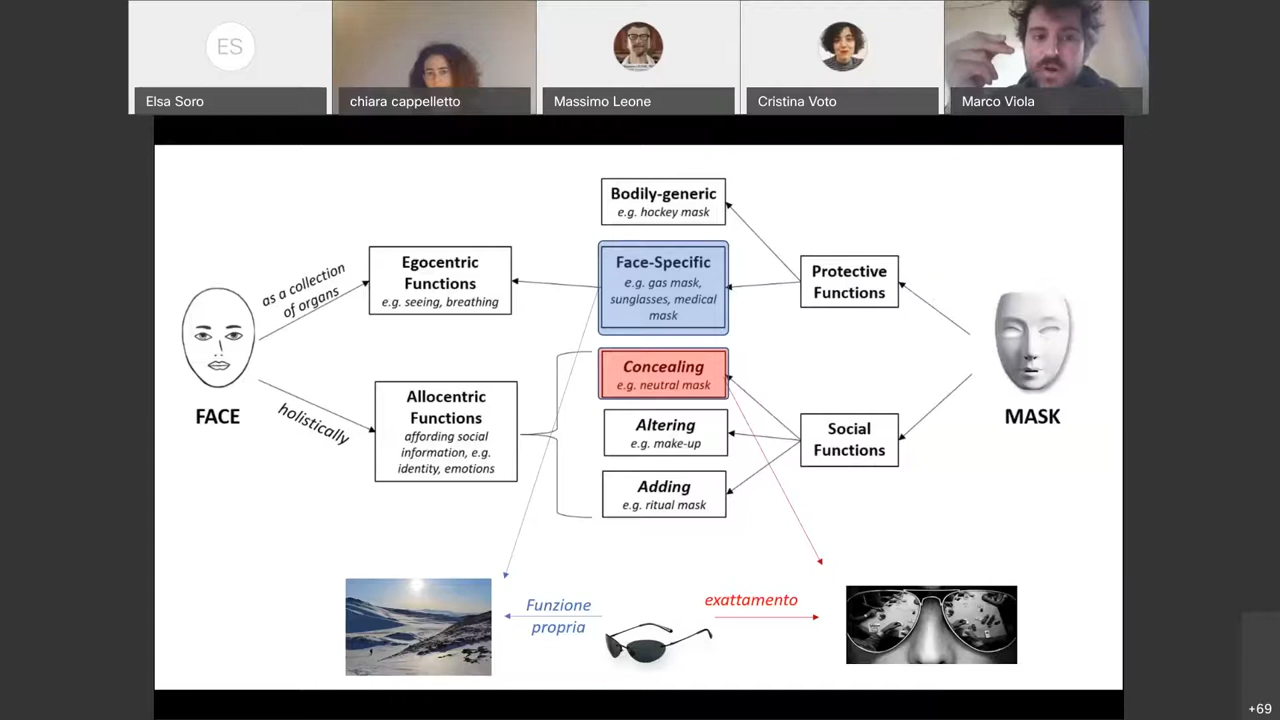 ES
Elsa Soro
chiara cappelletto
Massimo Leone
Cristina Voto
Marco Viola
Bodily-generic
e.g. hockey mask
Egocentric
Functions
e.g. seeing, breathing
as a collection
of organs
Face-Specific
e.g. gas mask,
sunglasses, medical
mask
Protective
Functions
FACE
holistically
Allocentric
Functions
affording social
information, e.g.
identity, emotions
Concealing
e.g. neutral mask
Altering
e.g. make-up
Adding
e.g. ritual mask
Social
Functions
MASK
Funzione
propria
exattamento
+69